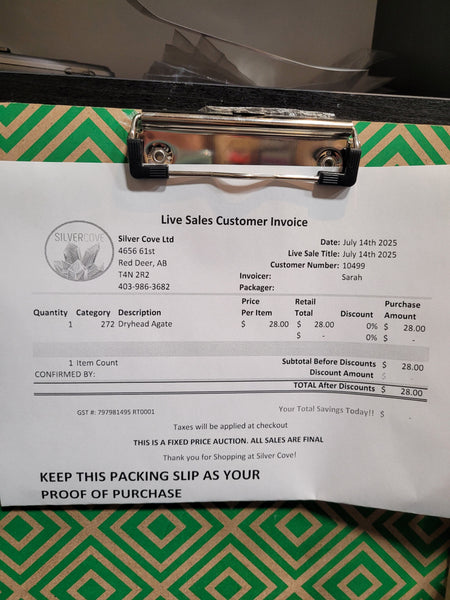 Live Sales Customer Invoice
SILVERCOVE
Silver Cove Ltd
4656 61st
Red Deer, AB
T4N 2R2
403-986-3682
Date: July 14th 2025
Live Sale Title: July 14th 2025
Customer Number: 10499
Invoicer: Sarah
Packager:
Quantity Category Description Price Per Item Retail Total Discount Purchase Amount
1 272 Dryhead Agate $ 28.00 $ 28.00 0% $ 28.00
$ - 0% $ -
1 Item Count Subtotal Before Discounts $ 28.00
CONFIRMED BY: Discount Amount $ -
TOTAL After Discounts $ 28.00
GST #: 797981495 RT0001 Your Total Savings Today!! $ -
Taxes will be applied at checkout
THIS IS A FIXED PRICE AUCTION. ALL SALES ARE FINAL
Thank you for Shopping at Silver Cove!
KEEP THIS PACKING SLIP AS YOUR
PROOF OF PURCHASE